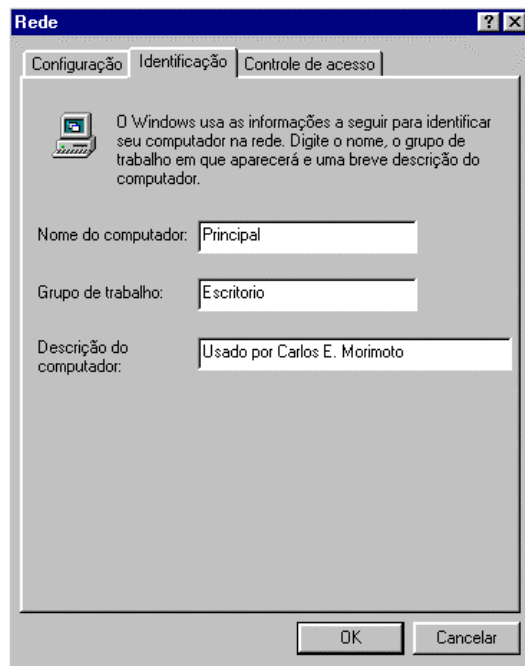 Rede
Configuração Identificação Controle de acesso
O Windows usa as informações a seguir para identificar
seu computador na rede. Digite o nome, o grupo de
trabalho em que aparecerá e uma breve descrição do
computador.
Nome do computador: Principal
Grupo de trabalho: Escritorio
Descrição do
computador:
Usado por Carlos E. Morimoto
OK Cancelar